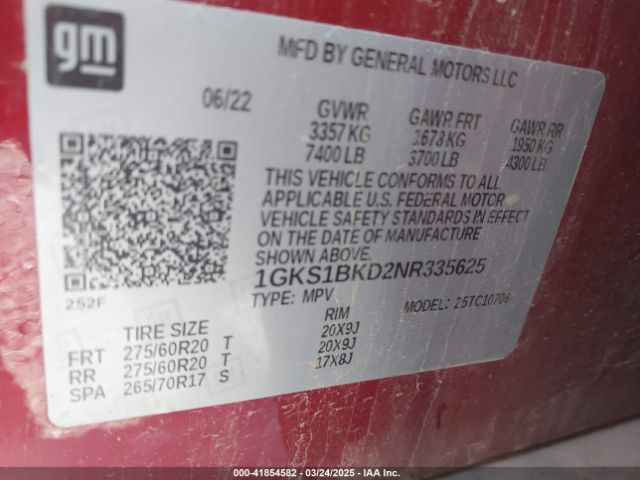 gm
MFD BY GENERAL MOTORS LLC
06/22
GVWR GAWR FRT GAWR RR
3357 KG 1678 KG 1950 KG
7400 LB 3700 LB 4300 LB
THIS VEHICLE CONFORMS TO ALL
APPLICABLE U.S. FEDERAL MOTOR
VEHICLE SAFETY STANDARDS IN EFFECT
ON THE DATE OF MANUFACTURE
SHOWN ABOVE.
1GKS1BKD2NR335625
TYPE: MPV MODEL: 25TC10706
252F
TIRE SIZE RIM
FRT 275/60R20 T 20X9J
RR 275/60R20 T 20X9J
SPA 265/70R17 S 17X8J
000-41854582 — 03/24/2025 — IAA Inc.